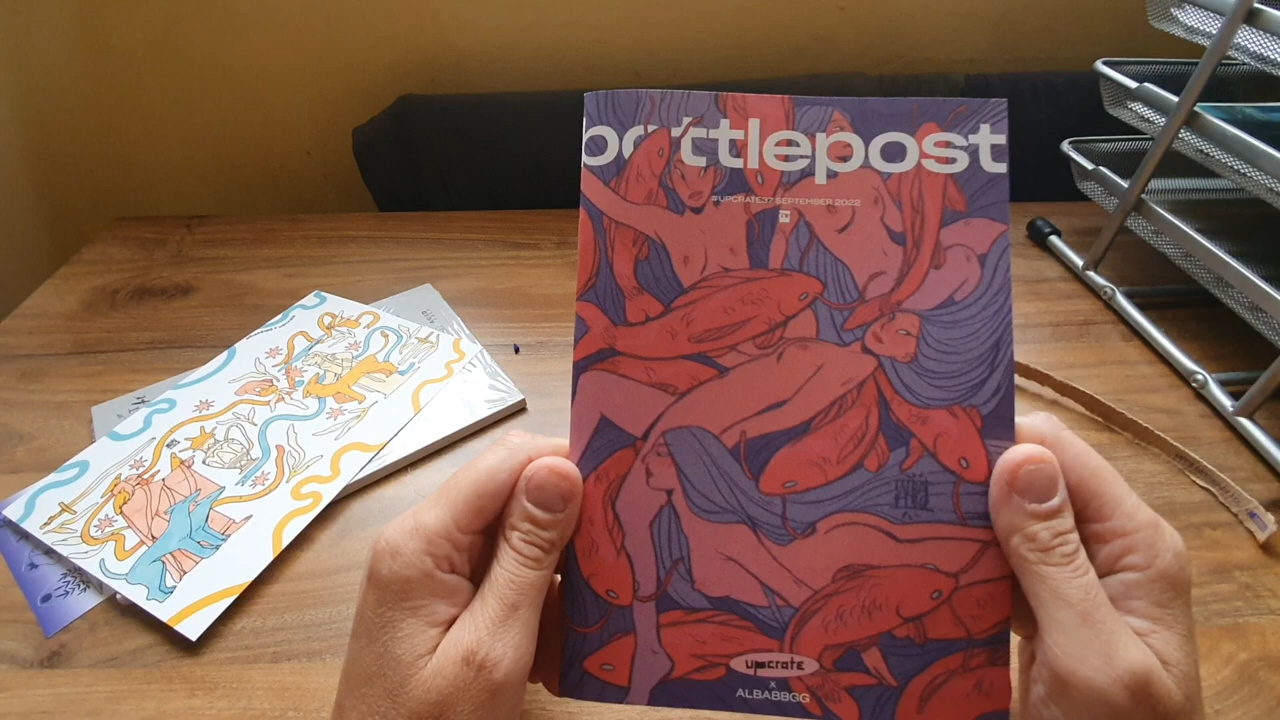 bottlepost
#UPCRATE37 SEPTEMBER 2022
upcrate
x
ALBABBGG